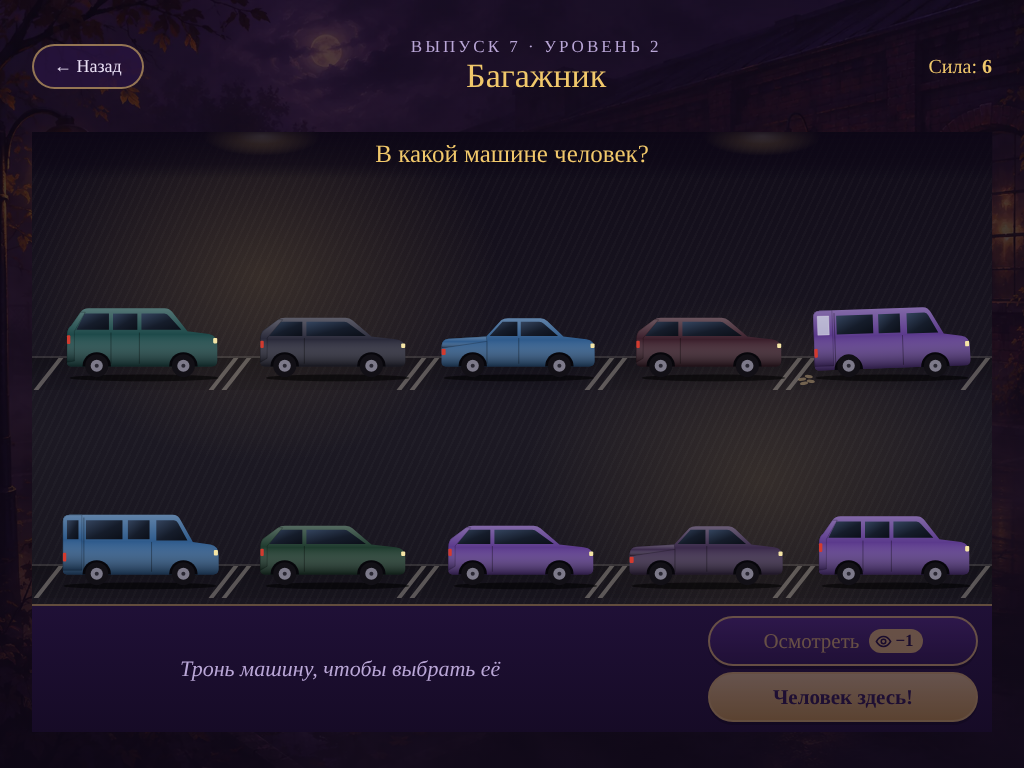 ← Назад
ВЫПУСК 7 · УРОВЕНЬ 2
Багажник
Сила: 6
В какой машине человек?
Тронь машину, чтобы выбрать её
Осмотреть −1
Человек здесь!